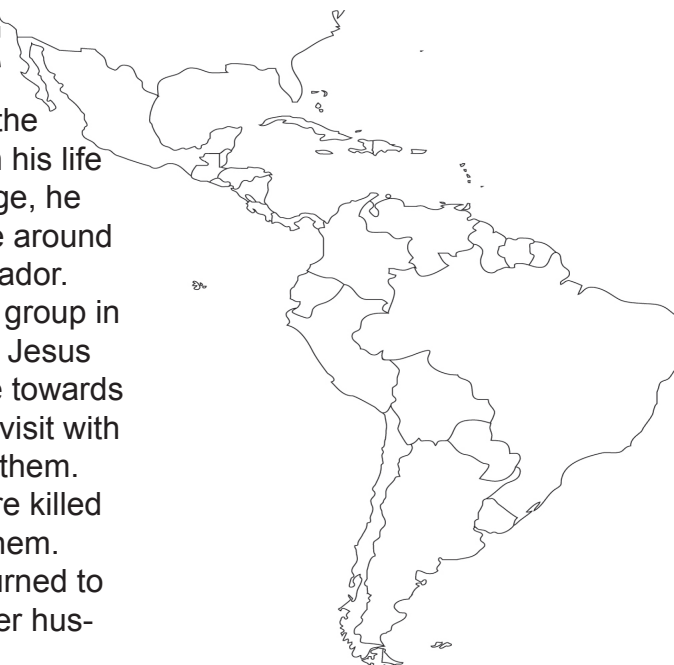 the
his life
ge, he
around
ador.
group in
Jesus
towards
visit with
them.
re killed
hem.
urned to
er hus-